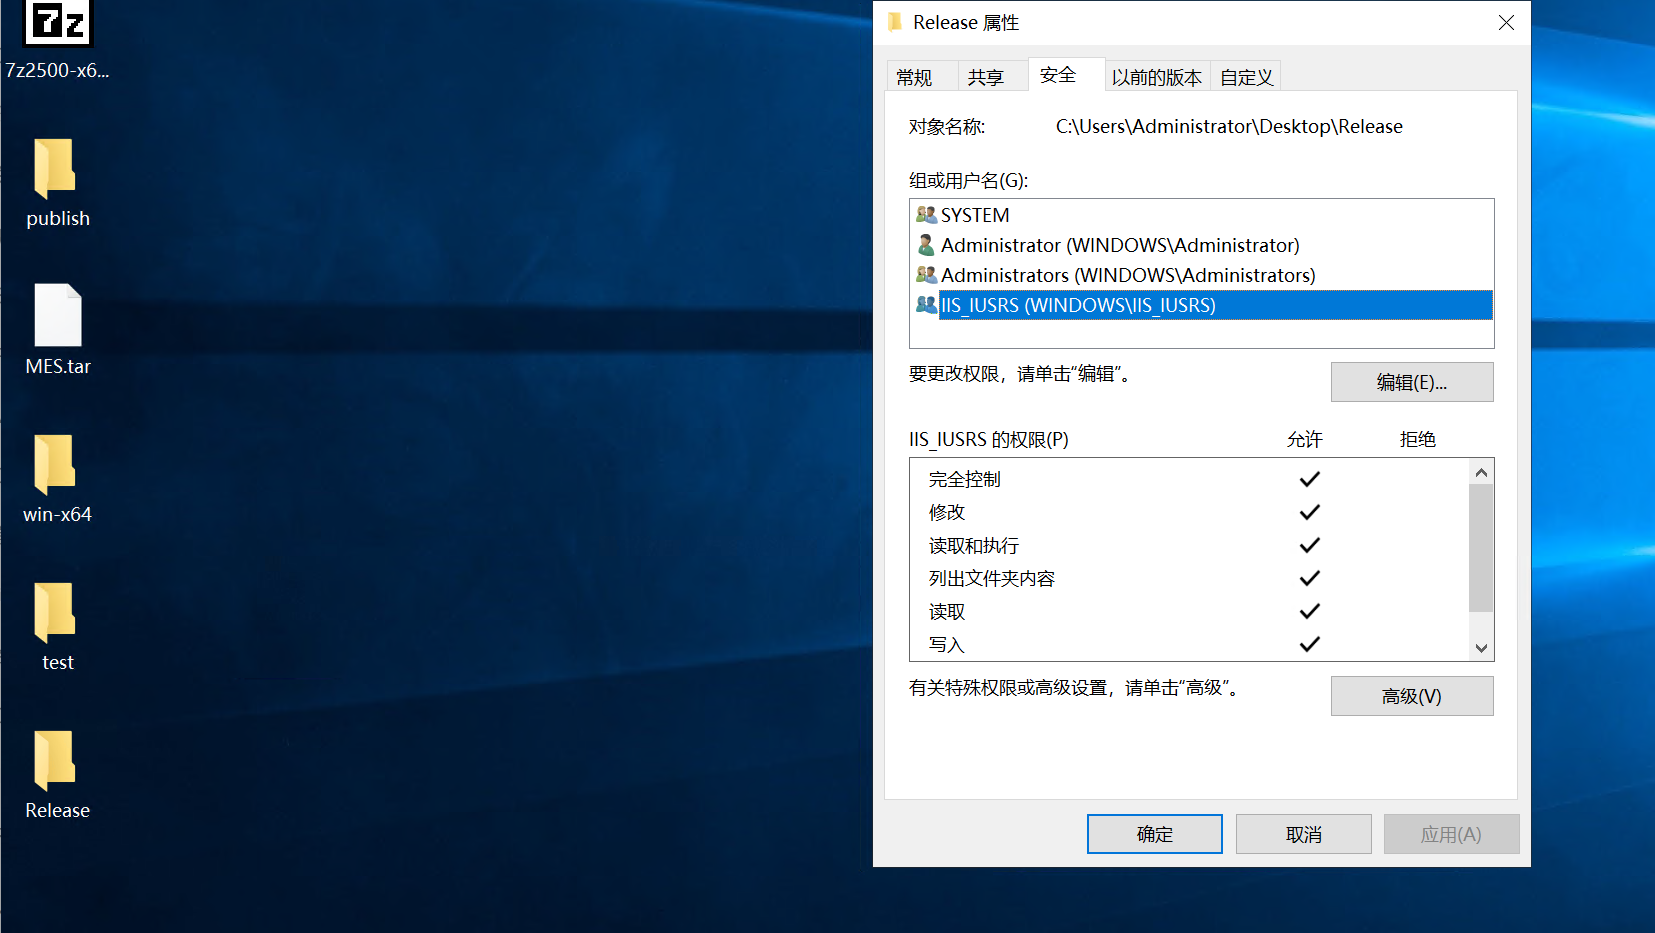 7z
7z2500-x6...
publish
MES.tar
win-x64
test
Release
Release 属性
常规
共享
安全
以前的版本
自定义
对象名称:
C:\Users\Administrator\Desktop\Release
组或用户名(G):
SYSTEM
Administrator (WINDOWS\Administrator)
Administrators (WINDOWS\Administrators)
IIS_IUSRS (WINDOWS\IIS_IUSRS)
要更改权限，请单击“编辑”。
编辑(E)...
IIS_IUSRS 的权限(P)
允许
拒绝
完全控制
修改
读取和执行
列出文件夹内容
读取
写入
有关特殊权限或高级设置，请单击“高级”。
高级(V)
确定
取消
应用(A)